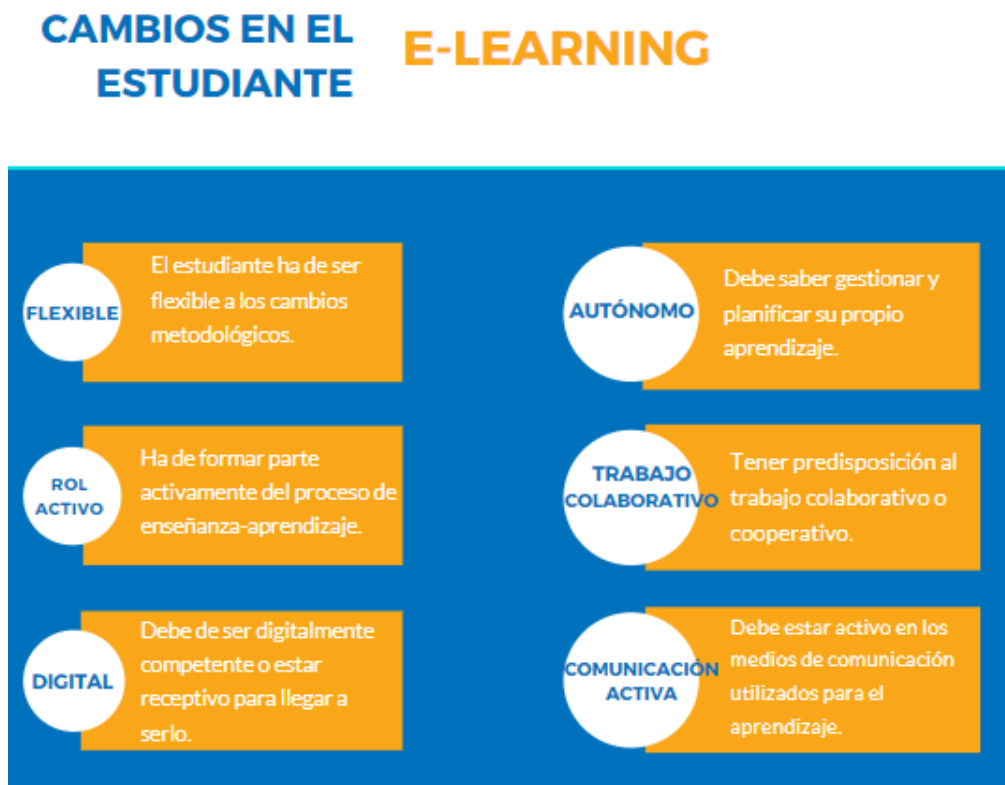 CAMBIOS EN EL
ESTUDIANTE
E-LEARNING
FLEXIBLE
El estudiante ha de ser
flexible a los cambios
metodológicos.
AUTÓNOMO
Debe saber gestionar y
planificar su propio
aprendizaje.
ROL
ACTIVO
Ha de formar parte
activamente del proceso de
enseñanza-aprendizaje.
TRABAJO
COLABORATIVO
Tener predisposición al
trabajo colaborativo o
cooperativo.
DIGITAL
Debe de ser digitalmente
competente o estar
receptivo para llegar a
serlo.
COMUNICACIÓN
ACTIVA
Debe estar activo en los
medios de comunicación
utilizados para el
aprendizaje.